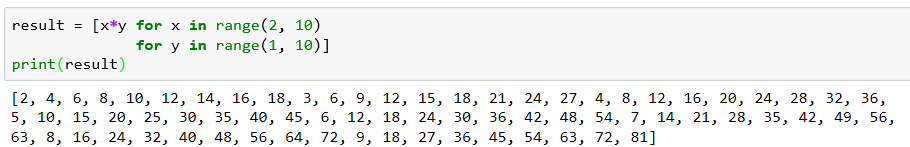 result = [x*y for x in range(2, 10)
              for y in range(1, 10)]
print(result)
[2, 4, 6, 8, 10, 12, 14, 16, 18, 3, 6, 9, 12, 15, 18, 21, 24, 27, 4, 8, 12, 16, 20, 24, 28, 32, 36,
5, 10, 15, 20, 25, 30, 35, 40, 45, 6, 12, 18, 24, 30, 36, 42, 48, 54, 7, 14, 21, 28, 35, 42, 49, 56,
63, 8, 16, 24, 32, 40, 48, 56, 64, 72, 9, 18, 27, 36, 45, 54, 63, 72, 81]